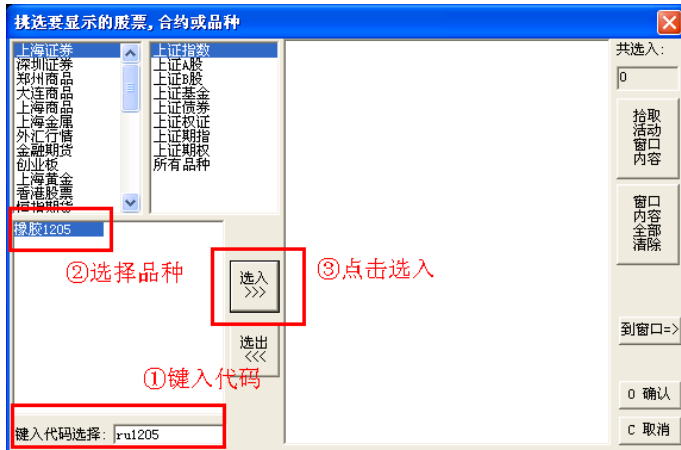 挑选要显示的股票,合约或品种
上海证券
深圳证券
郑州商品
大连商品
上海商品
上海金属
外汇行情
金融期货
创业板
上海黄金
香港股票
恒指期货
上证指数
上证A股
上证B股
上证基金
上证债券
上证权证
上证期指
上证期权
所有品种
共选入:
0
拾取
活动
窗口
内容
窗口
内容
全部
清除
橡胶1205
②选择品种
选入
>>>
③点击选入
选出
<<<
到窗口=>
①键入代码
O 确认
键入代码选择: ru1205
C 取消